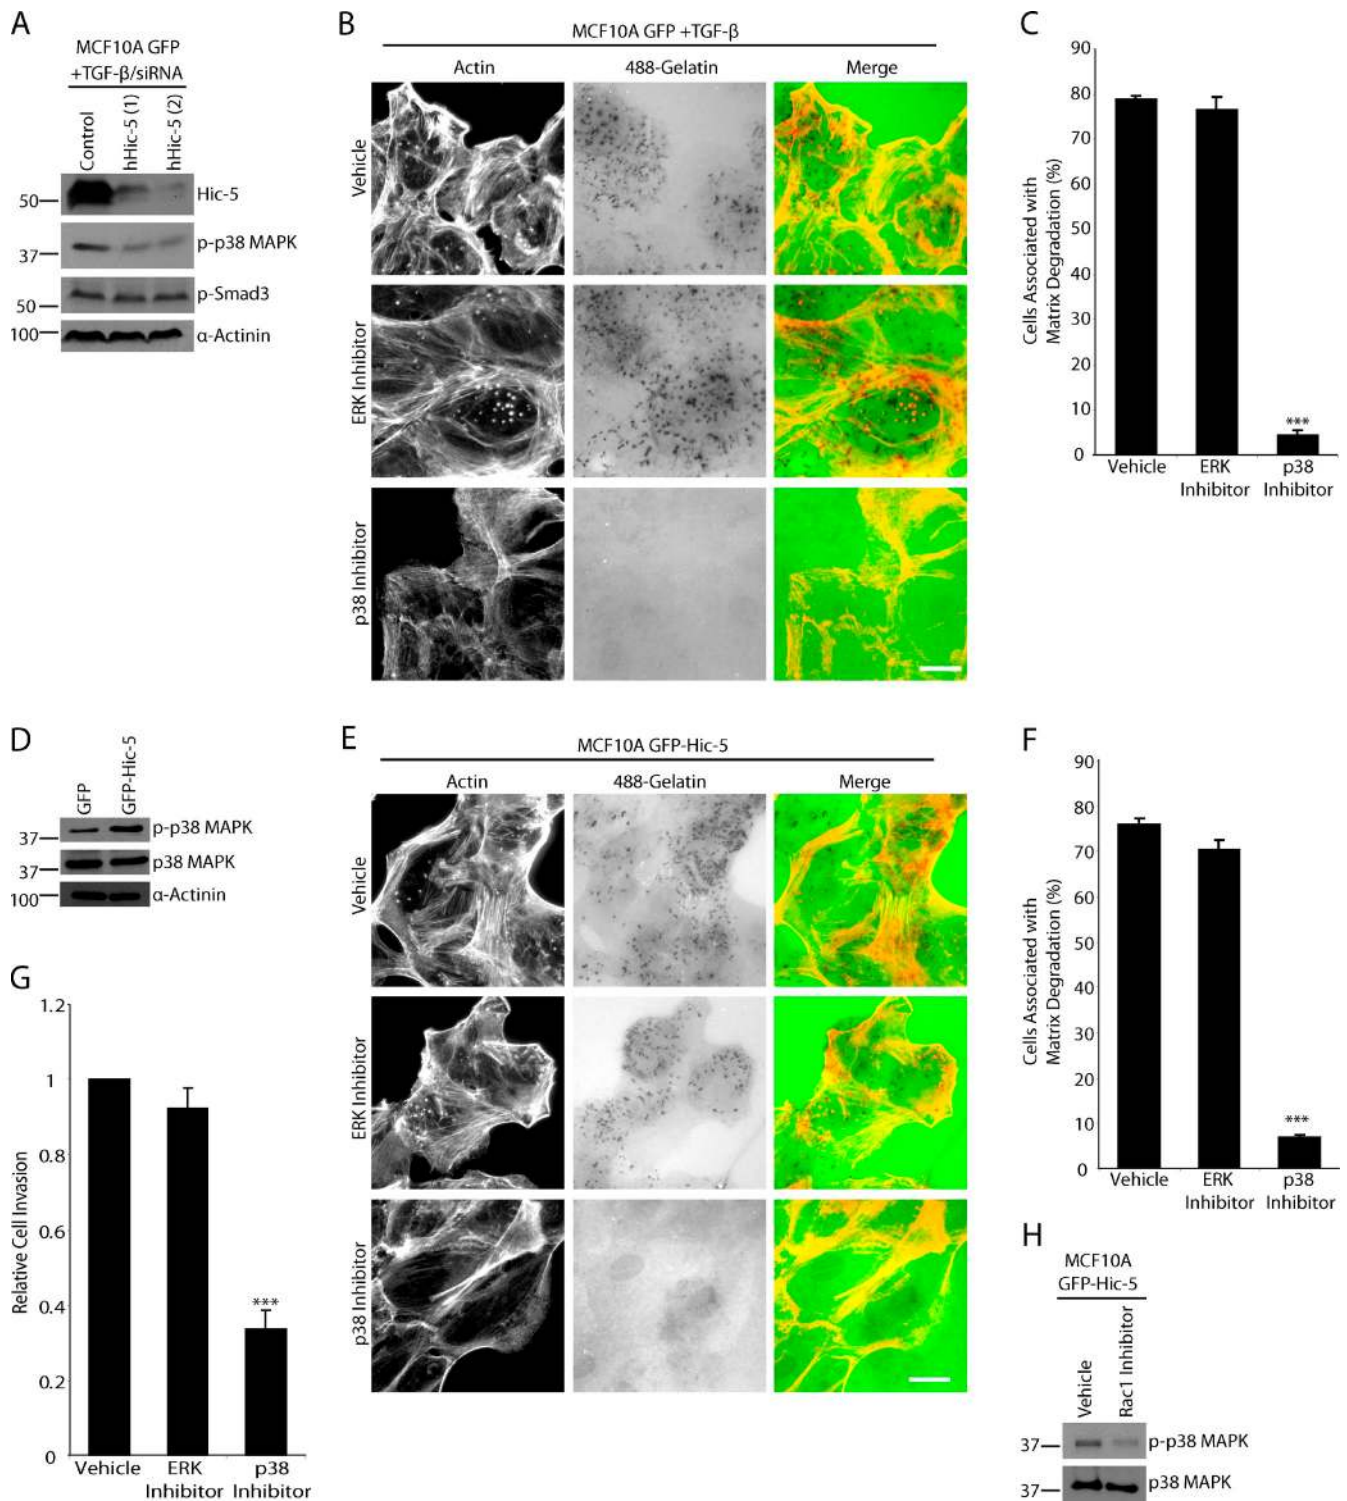 A
MCF10A GFP
+TGF-β/siRNA
Control
hHic-5 (1)
hHic-5 (2)
50
Hic-5
37
p-p38 MAPK
50
p-Smad3
100
α-Actinin
B
MCF10A GFP +TGF-β
Actin
488-Gelatin
Merge
Vehicle
ERK Inhibitor
p38 Inhibitor
C
Cells Associated with
Matrix Degradation (%)
90
80
70
60
50
40
30
20
10
0
***
Vehicle
ERK
Inhibitor
p38
Inhibitor
D
GFP
GFP-Hic-5
37
p-p38 MAPK
37
p38 MAPK
100
α-Actinin
E
MCF10A GFP-Hic-5
Actin
488-Gelatin
Merge
Vehicle
ERK Inhibitor
p38 Inhibitor
F
Cells Associated with
Matrix Degradation (%)
90
80
70
60
50
40
30
20
10
0
***
Vehicle
ERK
Inhibitor
p38
Inhibitor
G
Relative Cell Invasion
1.2
1
0.8
0.6
0.4
0.2
0
***
Vehicle
ERK
Inhibitor
p38
Inhibitor
H
MCF10A
GFP-Hic-5
Vehicle
Rac1 Inhibitor
37
p-p38 MAPK
37
p38 MAPK